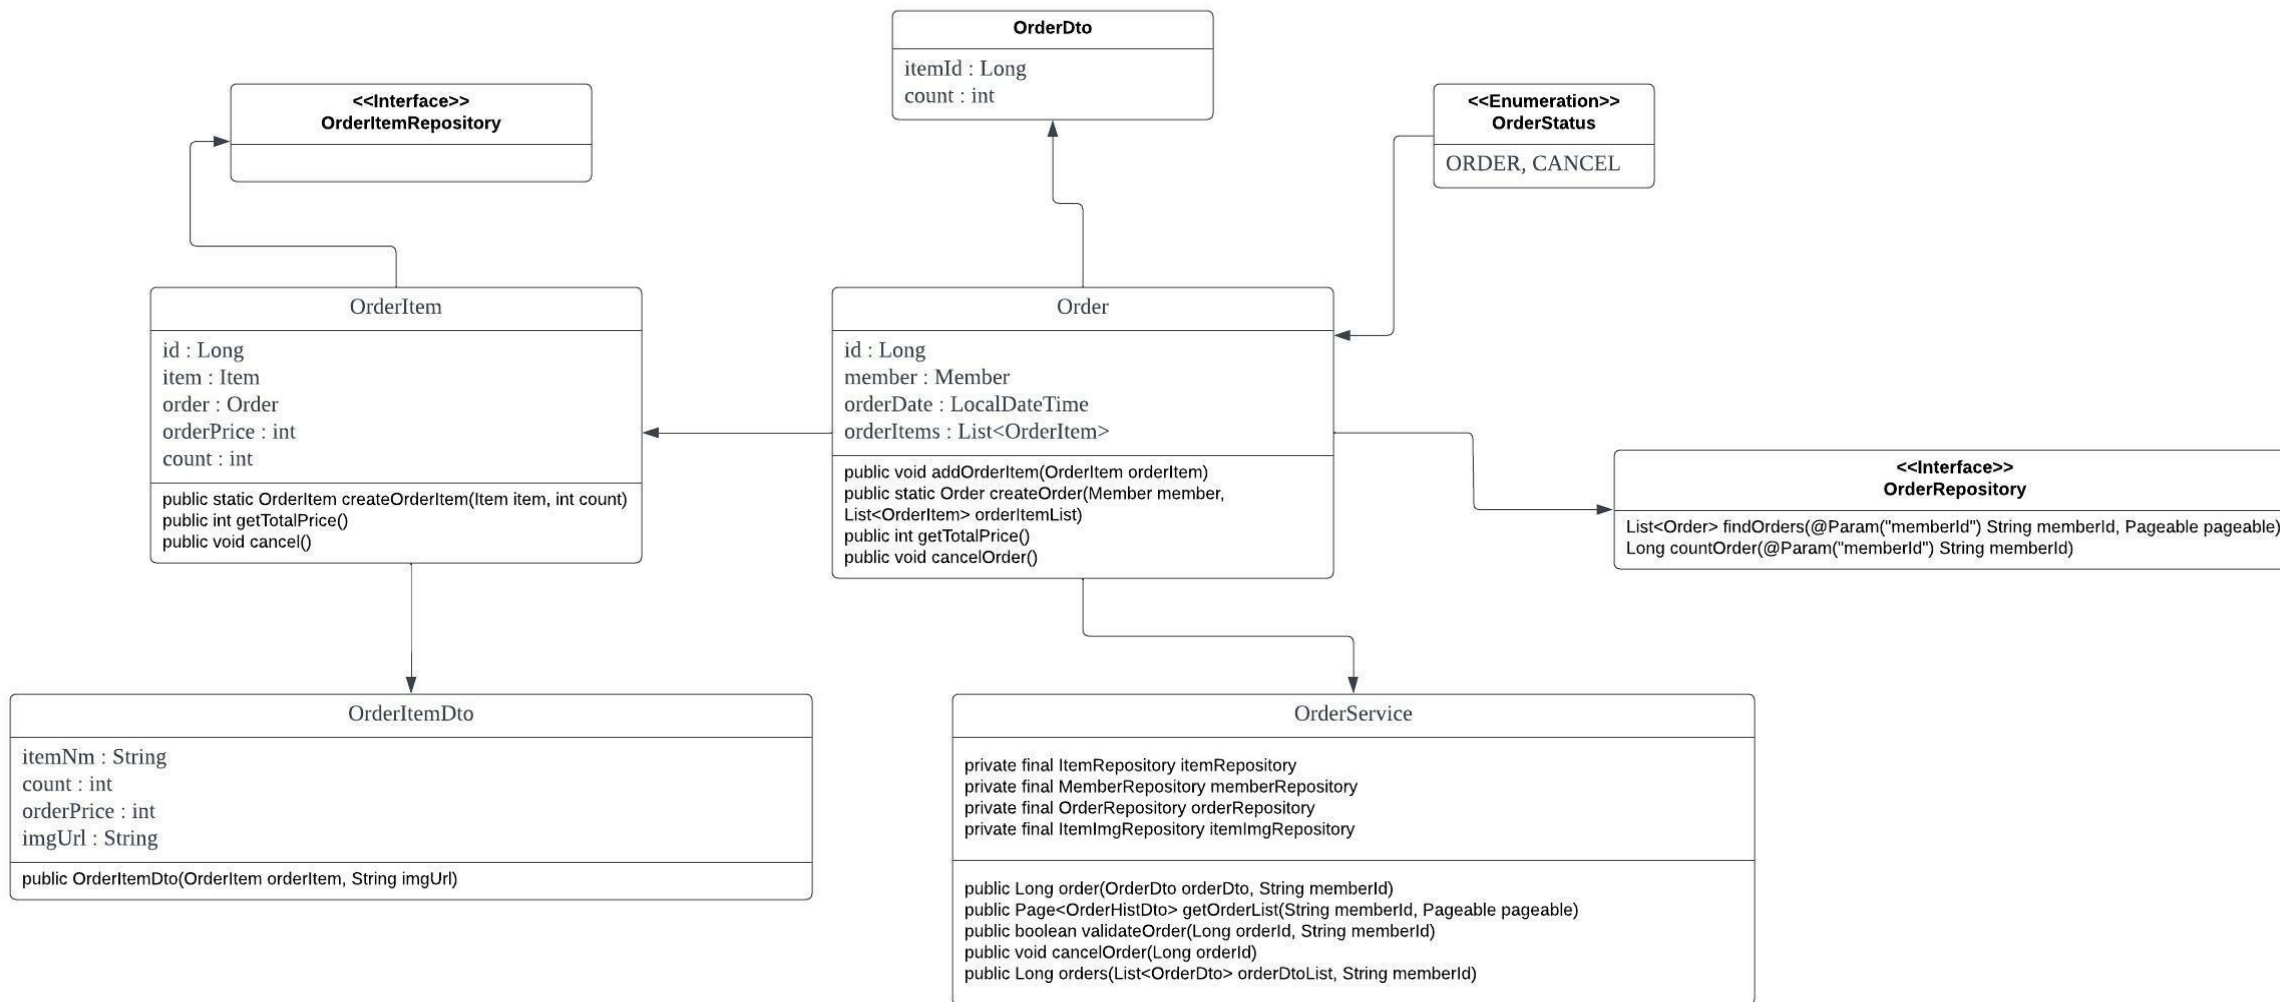 OrderDto
itemId : Long
count : int
<<Interface>>
OrderItemRepository
<<Enumeration>>
OrderStatus
ORDER, CANCEL
OrderItem
id : Long
item : Item
order : Order
orderPrice : int
count : int
public static OrderItem createOrderItem(Item item, int count)
public int getTotalPrice()
public void cancel()
Order
id : Long
member : Member
orderDate : LocalDateTime
orderItems : List<OrderItem>
public void addOrderItem(OrderItem orderItem)
public static Order createOrder(Member member,
List<OrderItem> orderItemList)
public int getTotalPrice()
public void cancelOrder()
<<Interface>>
OrderRepository
List<Order> findOrders(@Param("memberId") String memberId, Pageable pageable)
Long countOrder(@Param("memberId") String memberId)
OrderItemDto
itemNm : String
count : int
orderPrice : int
imgUrl : String
public OrderItemDto(OrderItem orderItem, String imgUrl)
OrderService
private final ItemRepository itemRepository
private final MemberRepository memberRepository
private final OrderRepository orderRepository
private final ItemImgRepository itemImgRepository
public Long order(OrderDto orderDto, String memberId)
public Page<OrderHistDto> getOrderList(String memberId, Pageable pageable)
public boolean validateOrder(Long orderId, String memberId)
public void cancelOrder(Long orderId)
public Long orders(List<OrderDto> orderDtoList, String memberId)